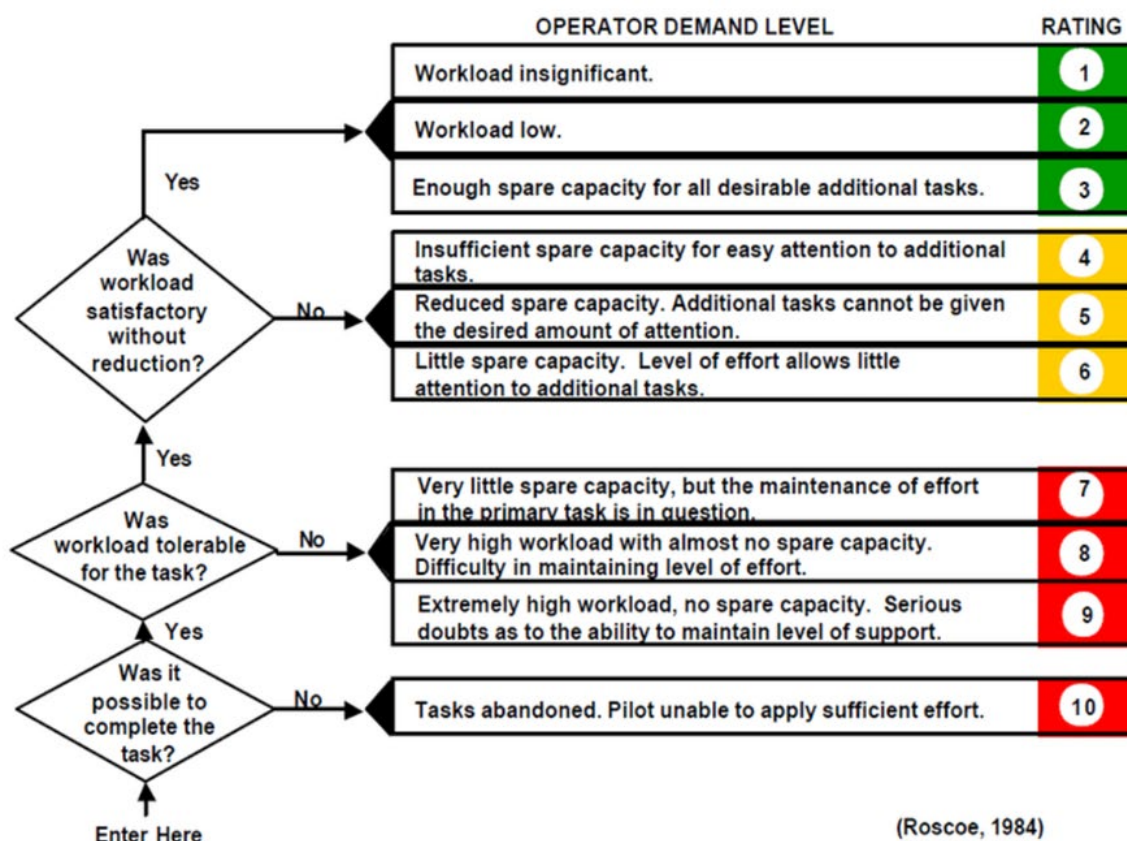 OPERATOR DEMAND LEVEL RATING
Workload insignificant. 1
Workload low. 2
Yes
Enough spare capacity for all desirable additional tasks. 3
Was
workload
satisfactory
without
reduction?
No
Insufficient spare capacity for easy attention to additional
tasks.
4
Reduced spare capacity. Additional tasks cannot be given
the desired amount of attention.
5
Little spare capacity. Level of effort allows little
attention to additional tasks.
6
Yes
Was
workload tolerable
for the task?
No
Very little spare capacity, but the maintenance of effort
in the primary task is in question.
7
Very high workload with almost no spare capacity.
Difficulty in maintaining level of effort.
8
Extremely high workload, no spare capacity. Serious
doubts as to the ability to maintain level of support.
9
Yes
Was it
possible to
complete the
task?
No
Tasks abandoned. Pilot unable to apply sufficient effort. 10
Enter Here
(Roscoe, 1984)